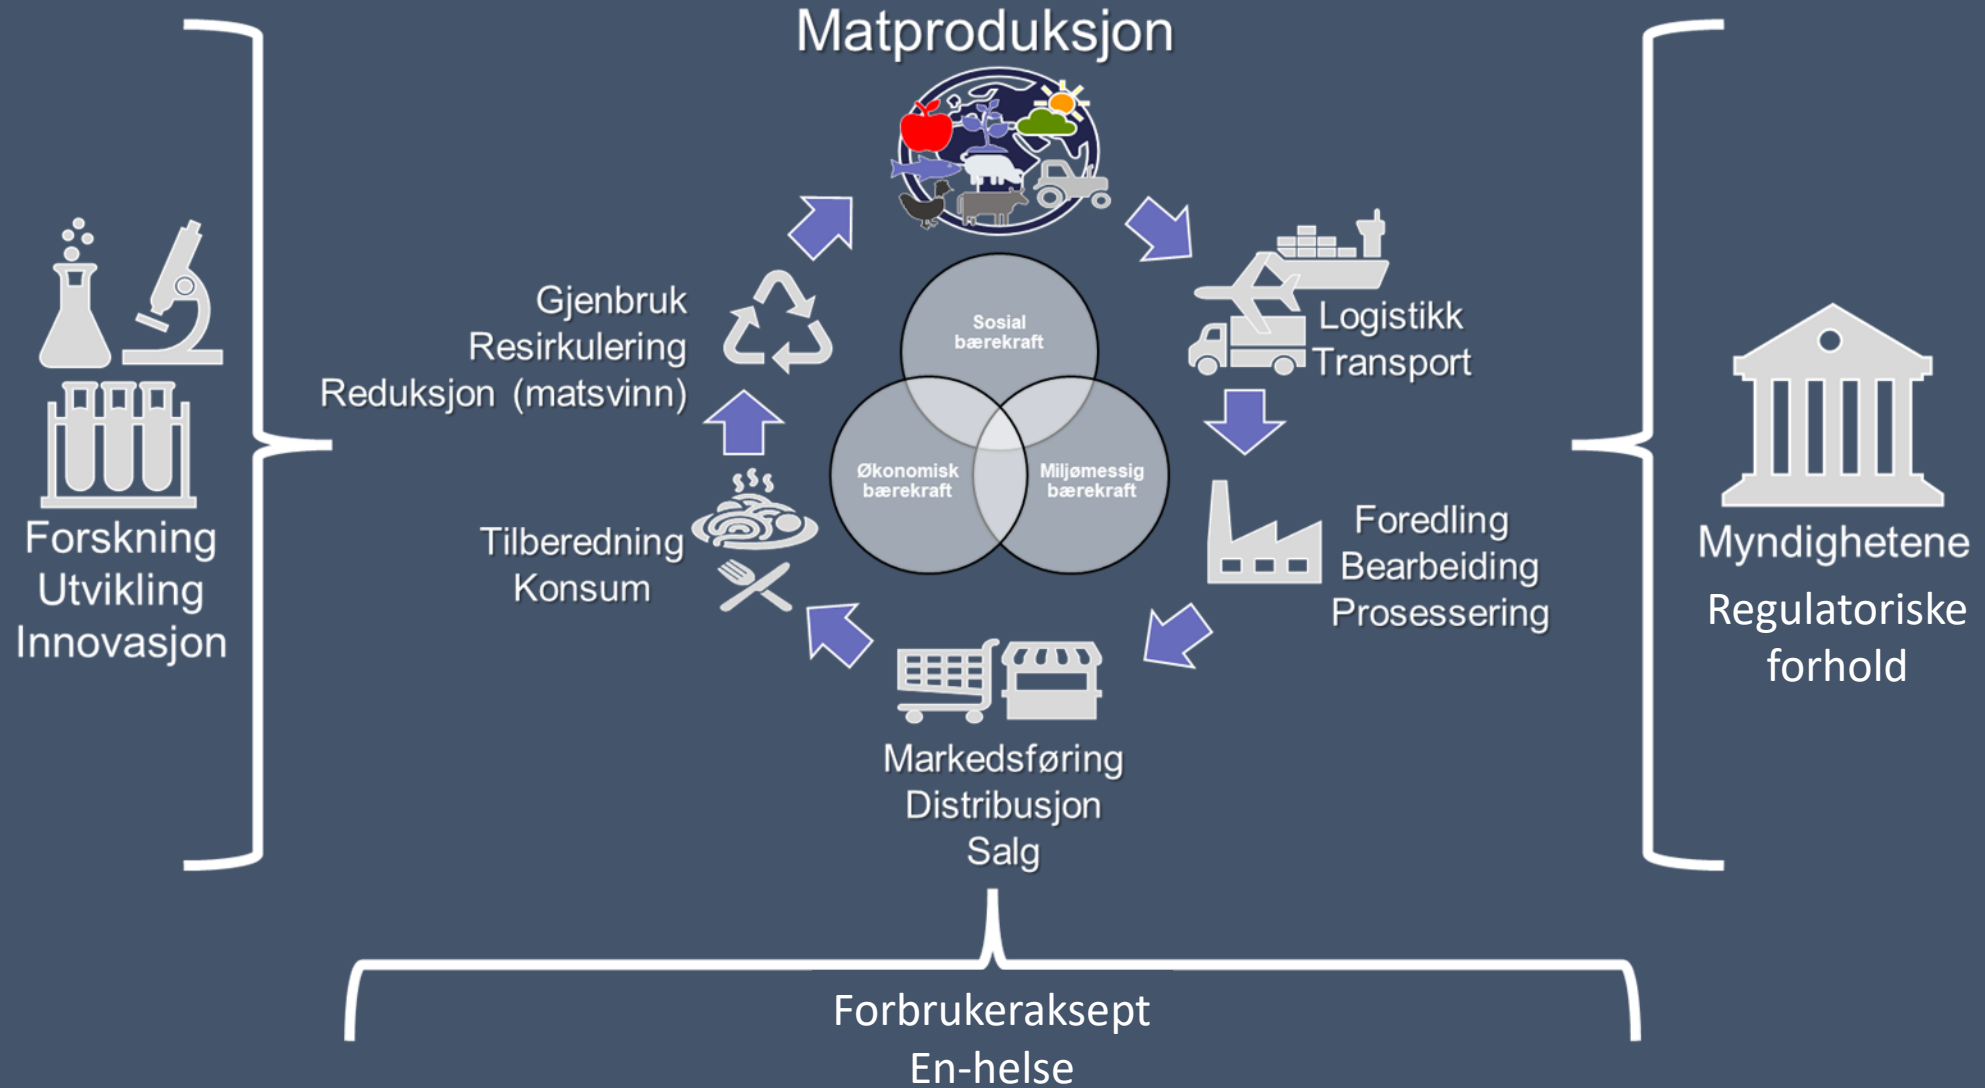 Matproduksjon
Logistikk
Transport
Foredling
Bearbeiding
Prosessering
Markedsføring
Distribusjon
Salg
Tilberedning
Konsum
Gjenbruk
Resirkulering
Reduksjon (matsvinn)
Sosial
bærekraft
Økonomisk
bærekraft
Miljømessig
bærekraft
Forskning
Utvikling
Innovasjon
Myndighetene
Regulatoriske
forhold
Forbrukeraksept
En-helse